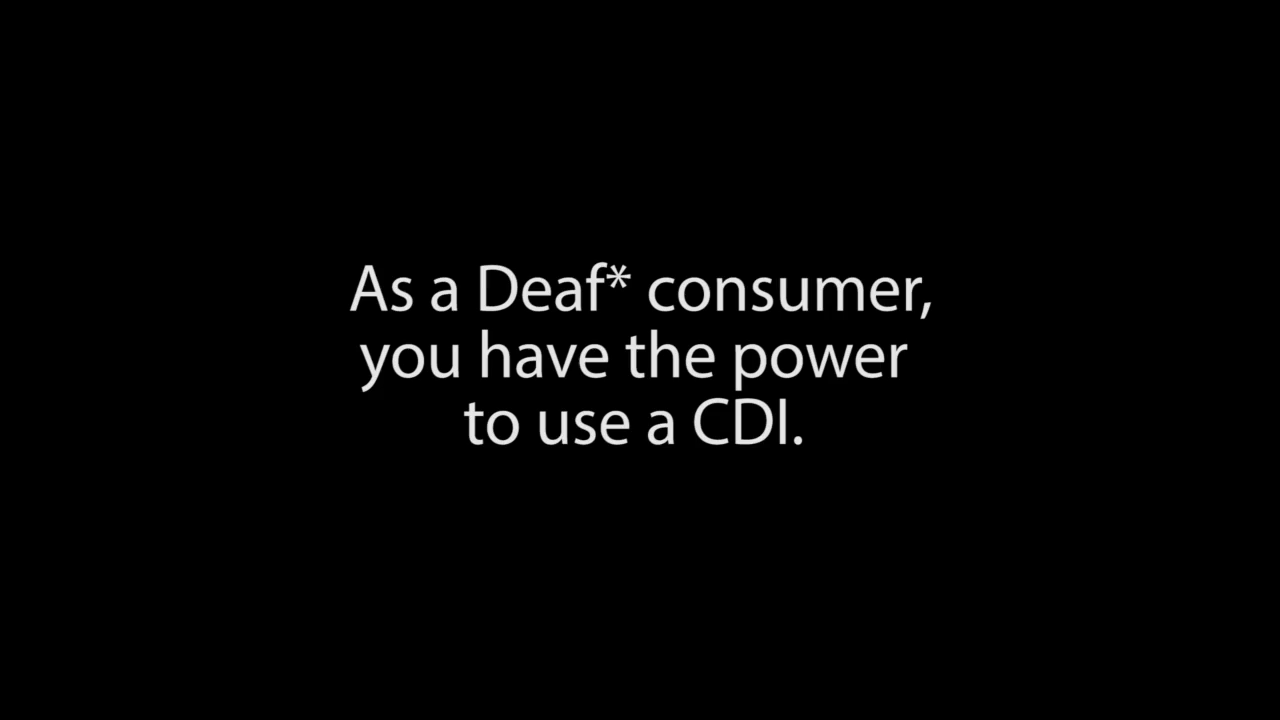 As a Deaf* consumer,
you have the power
to use a CDI.